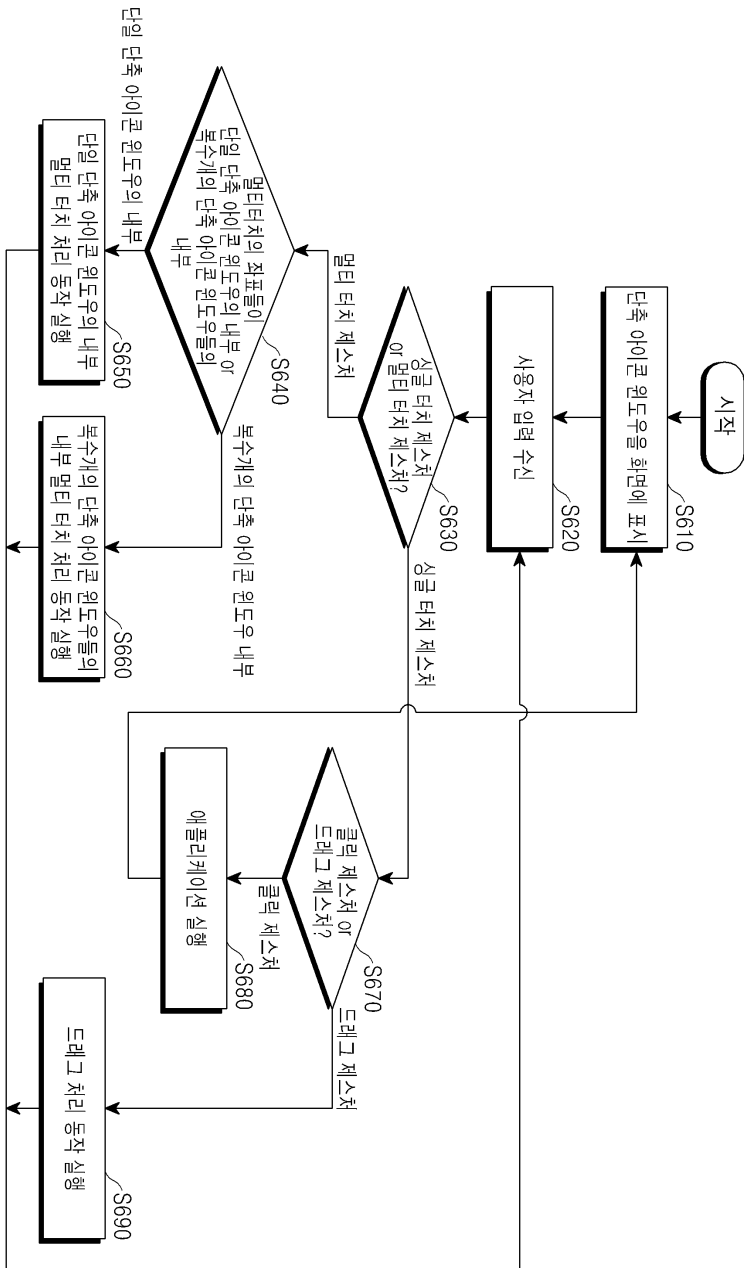 시작
단축 아이콘 윈도우을 화면에 표시
S610
사용자 입력 수신
S620
싱글 터치 제스처
or 멀티 터치 제스처?
S630
멀티 터치 제스처
싱글 터치 제스처
멀티터치의 좌표들이
단일 단축 아이콘 윈도우의 내부 or
복수개의 단축 아이콘 윈도우들의
내부
S640
단일 단축 아이콘 윈도우의 내부
복수개의 단축 아이콘 윈도우 내부
단일 단축 아이콘 윈도우의 내부
멀티 터치 처리 동작 실행
S650
복수개의 단축 아이콘 윈도우들의
내부 멀티 터치 처리 동작 실행
S660
클릭 제스처 or
드래그 제스처?
S670
클릭 제스처
드래그 제스처
애플리케이션 실행
S680
드래그 처리 동작 실행
S690